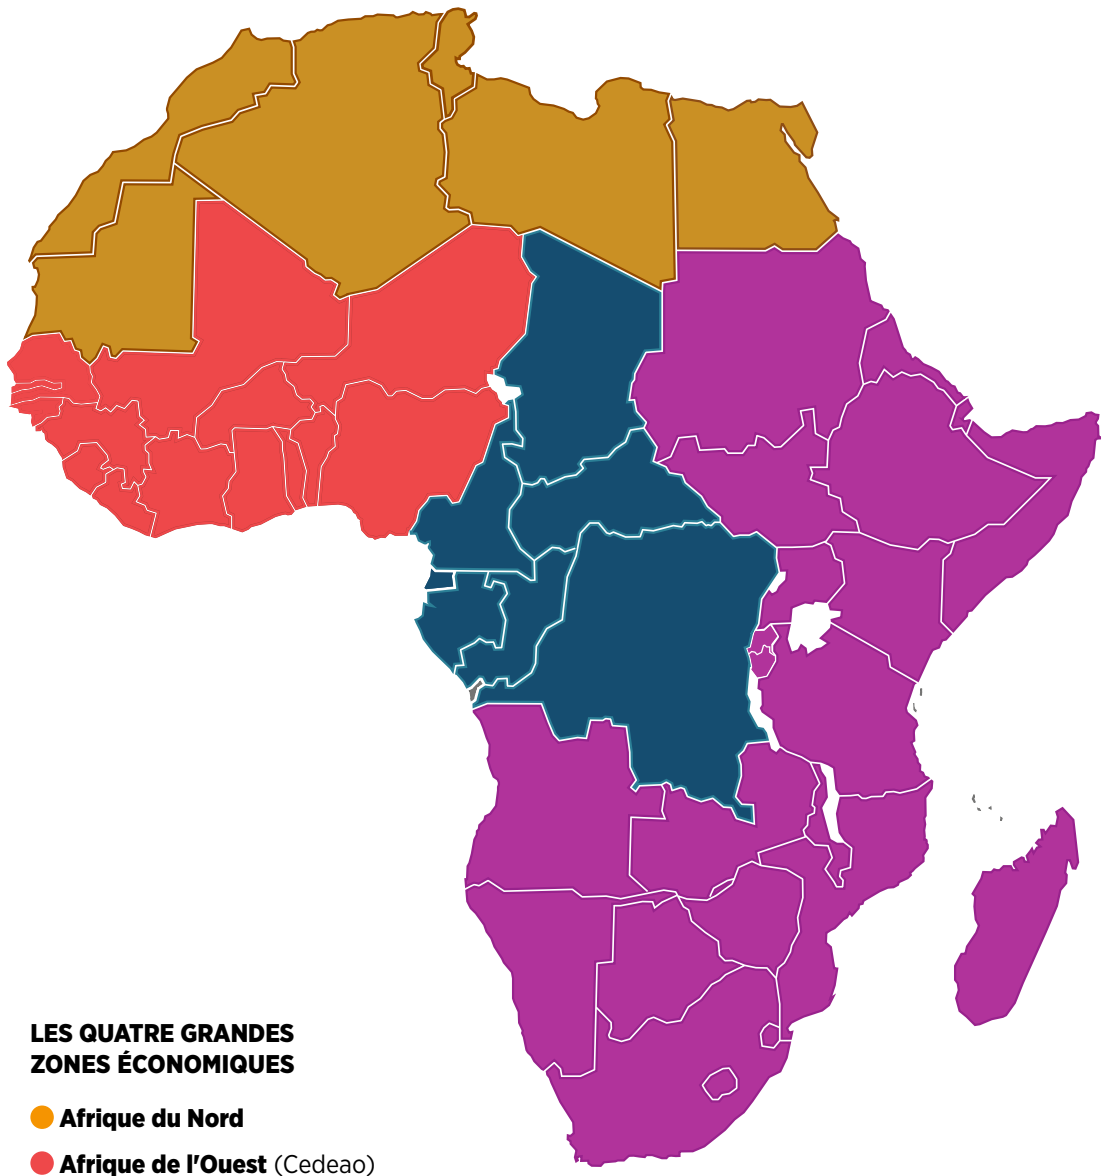 LES QUATRE GRANDES
ZONES ÉCONOMIQUES
Afrique du Nord
Afrique de l'Ouest (Cedeao)